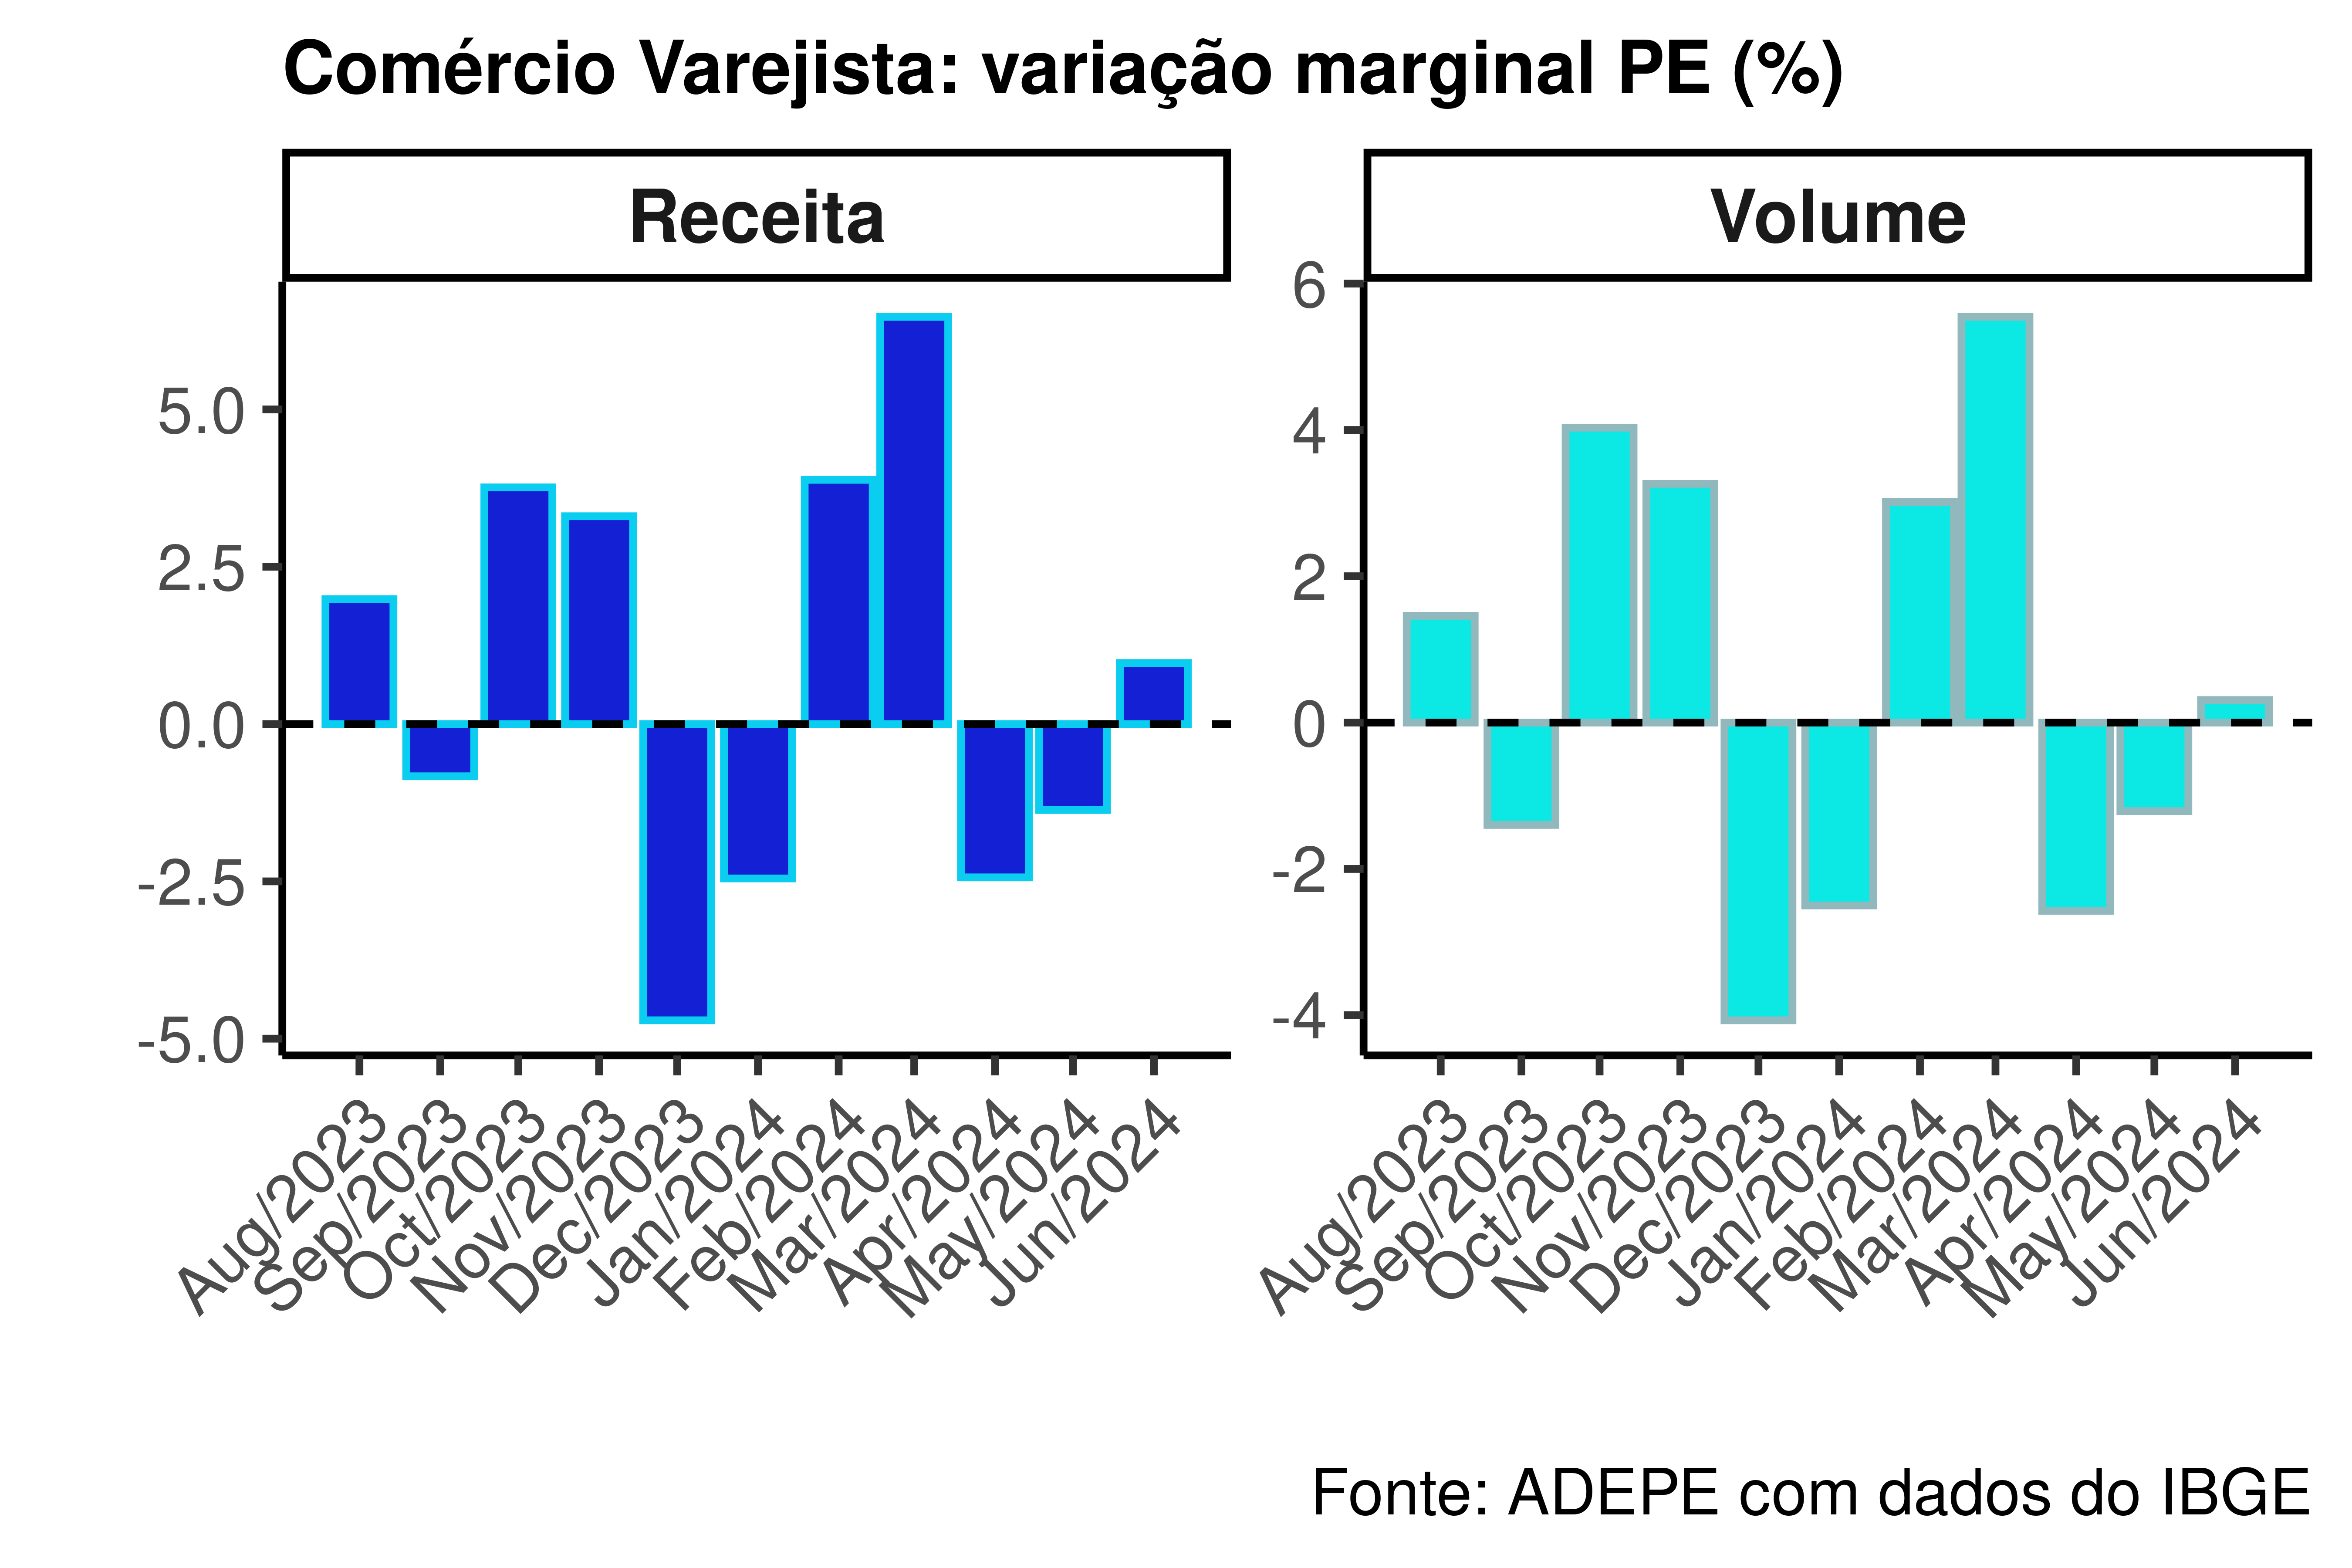 Comércio Varejista: variação marginal PE (%)
Receita
5.0
2.5
0.0
-2.5
-5.0
Aug/2023
Sep/2023
Oct/2023
Nov/2023
Dec/2023
Jan/2024
Feb/2024
Mar/2024
Apr/2024
May/2024
Jun/2024
Volume
6
4
2
0
-2
-4
Aug/2023
Sep/2023
Oct/2023
Nov/2023
Dec/2023
Jan/2024
Feb/2024
Mar/2024
Apr/2024
May/2024
Jun/2024
Fonte: ADEPE com dados do IBGE